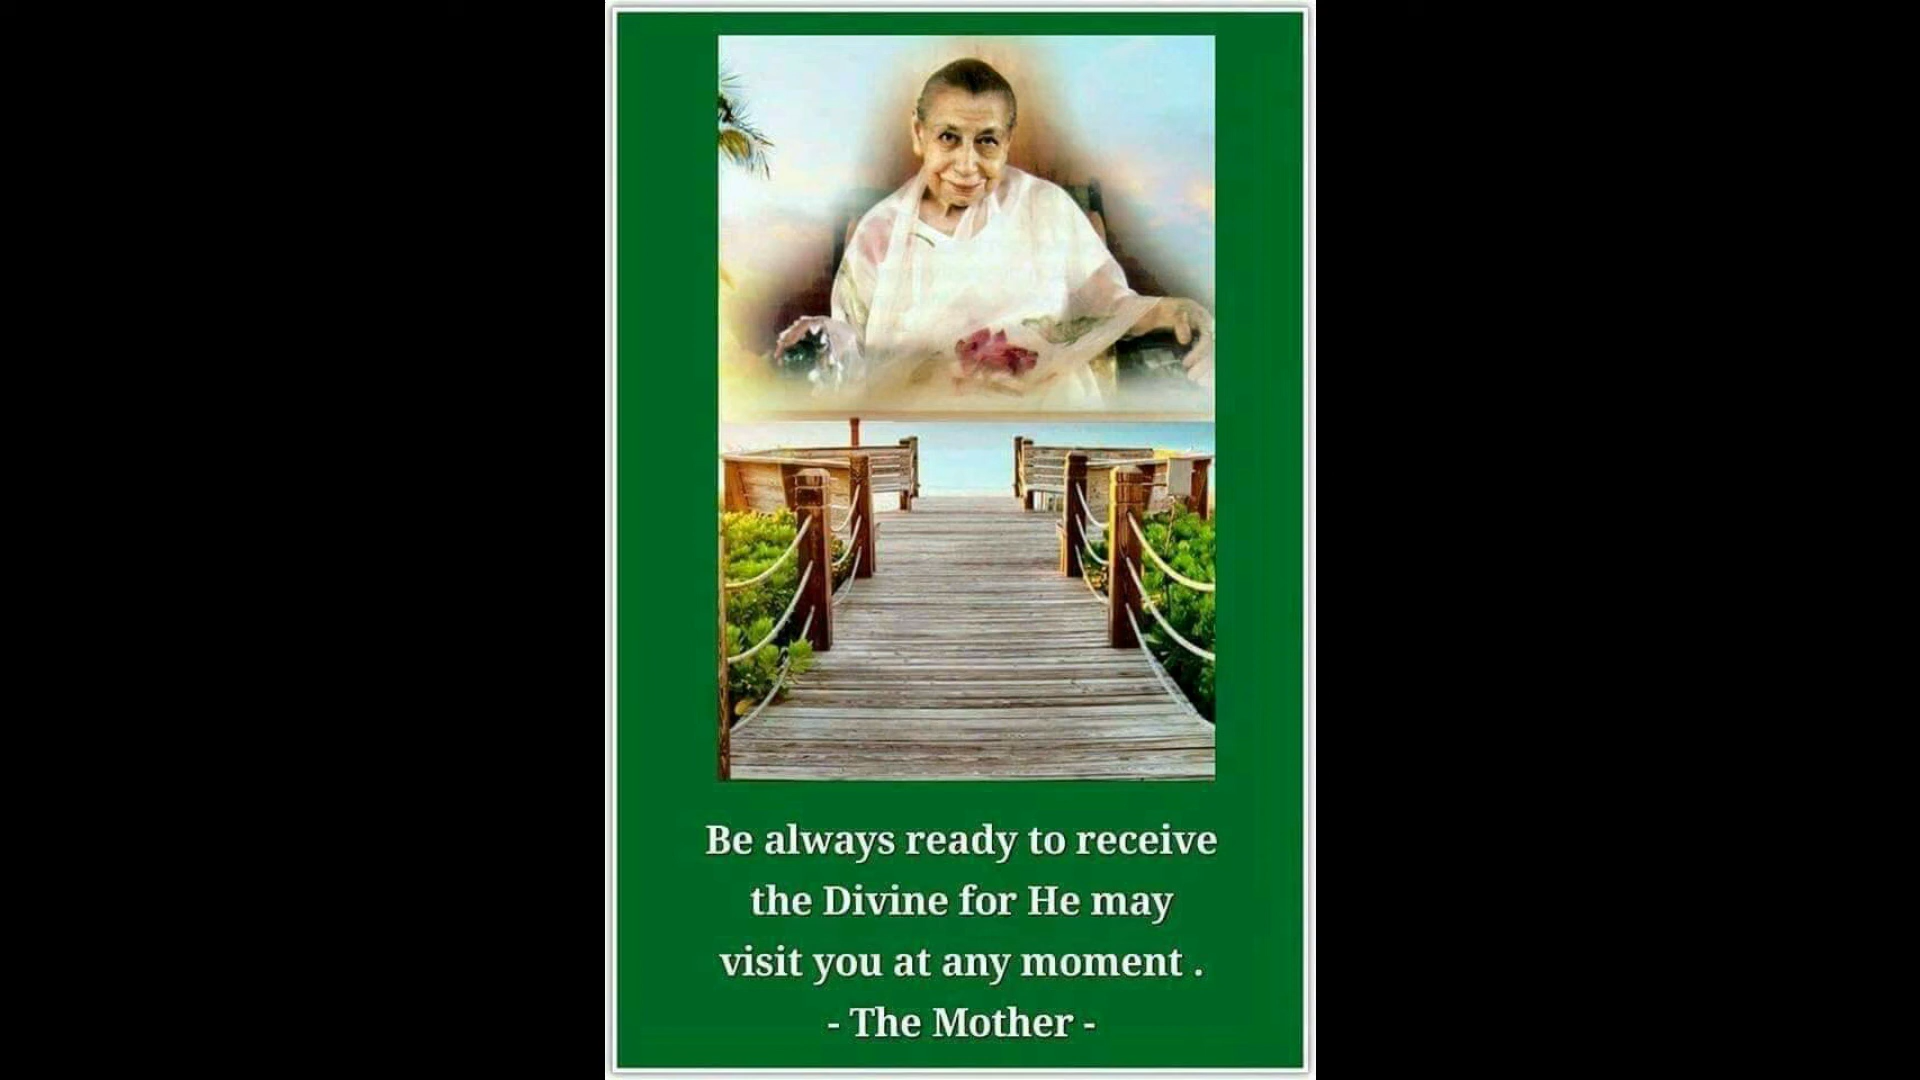 Be always ready to receive
the Divine for He may
visit you at any moment .
- The Mother -